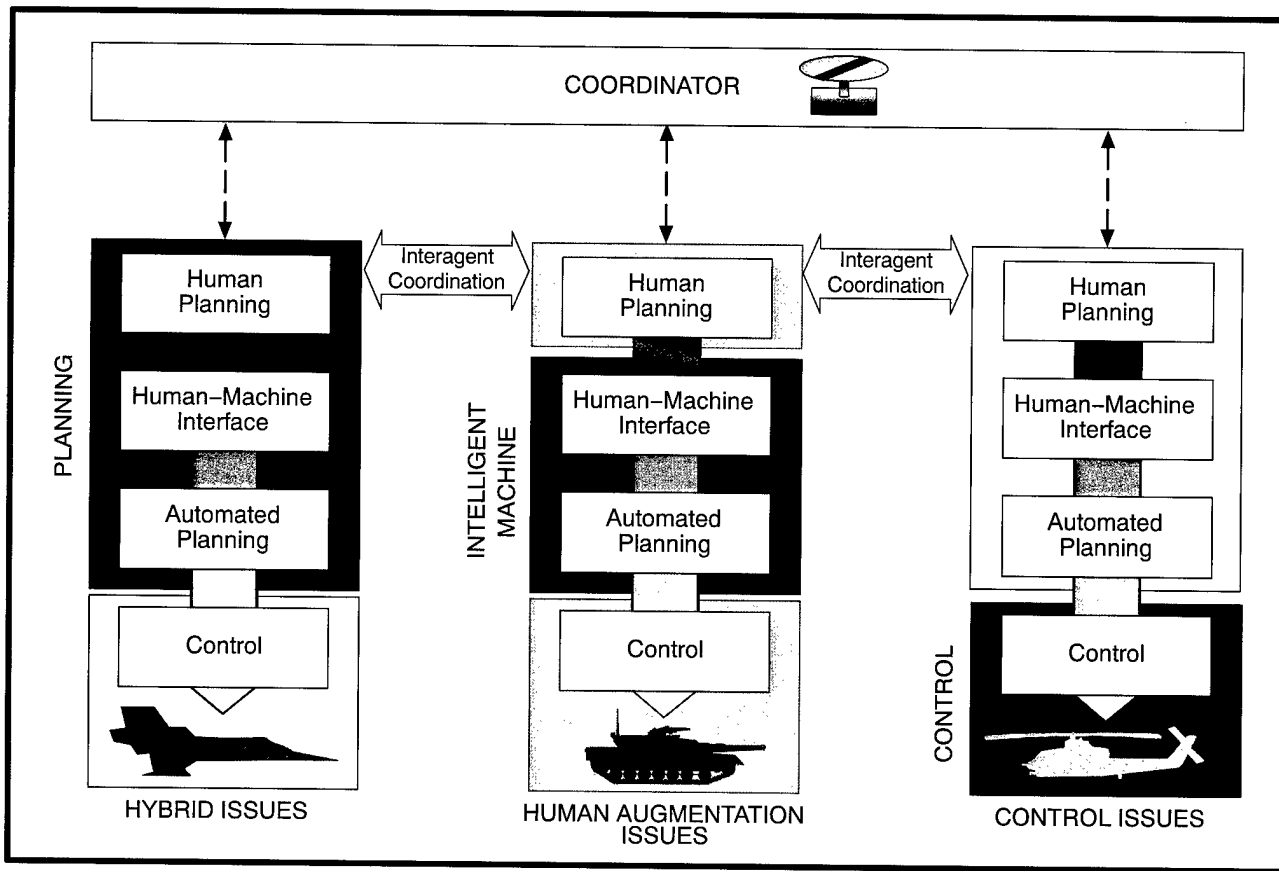 COORDINATOR
Interagent
Coordination
Interagent
Coordination
PLANNING
Human
Planning
Human–Machine
Interface
Automated
Planning
Control
HYBRID ISSUES
INTELLIGENT
MACHINE
Human
Planning
Human–Machine
Interface
Automated
Planning
Control
HUMAN AUGMENTATION
ISSUES
Human
Planning
Human–Machine
Interface
Automated
Planning
CONTROL
Control
CONTROL ISSUES